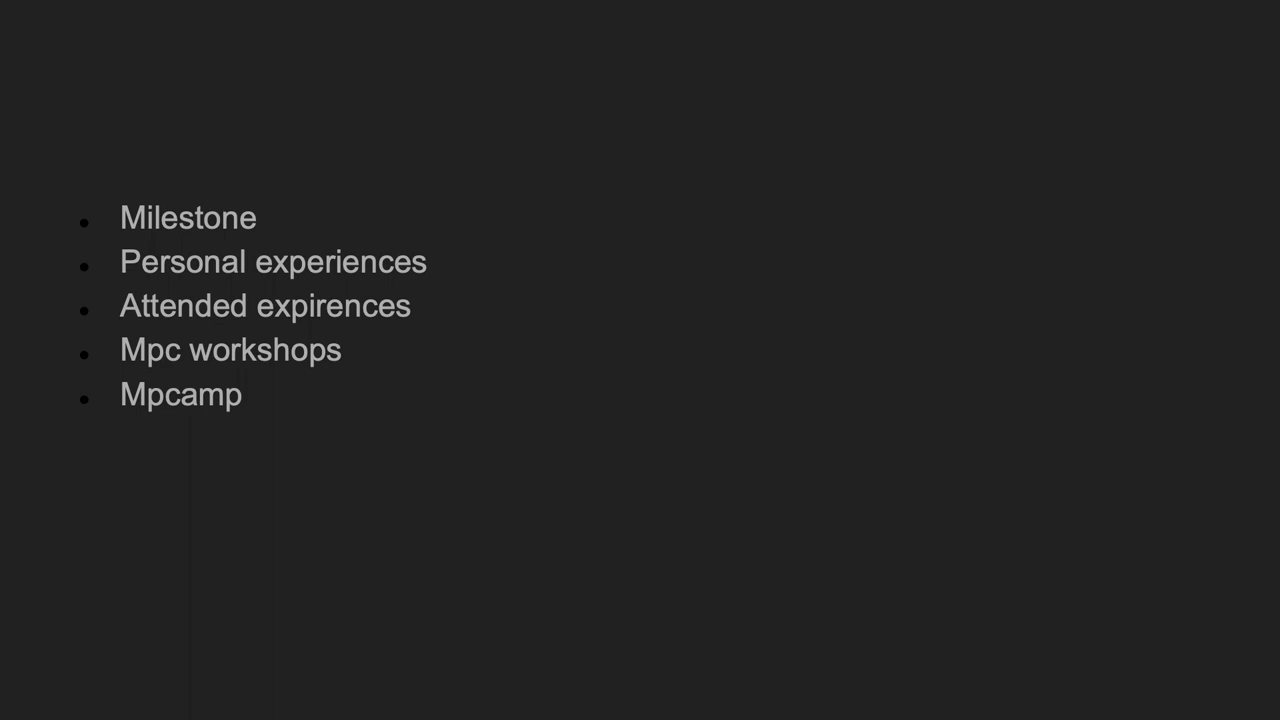 Milestone
Personal experiences
Attended expirences
Mpc workshops
Mpcamp